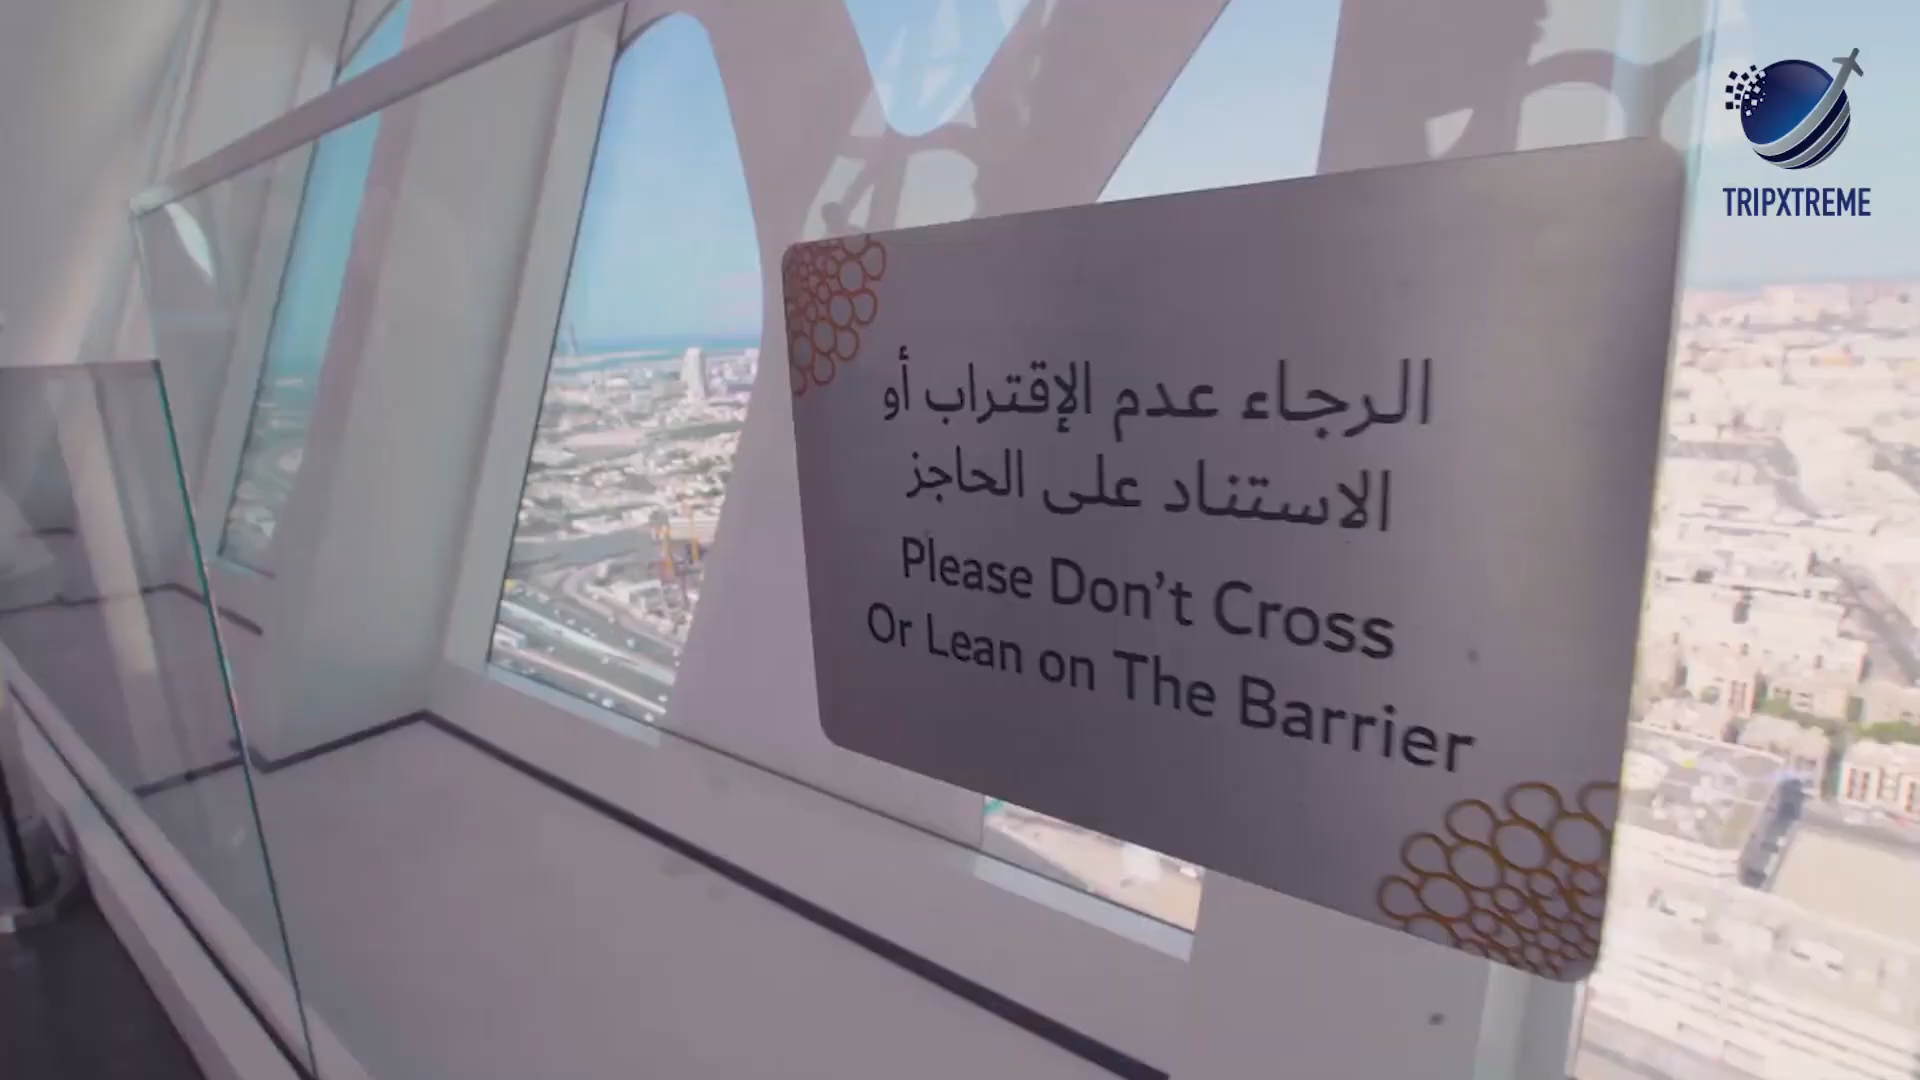 الرجاء عدم الإقتراب أو
الاستناد على الحاجز
Please Don't Cross
Or Lean on The Barrier
TRIPXTREME